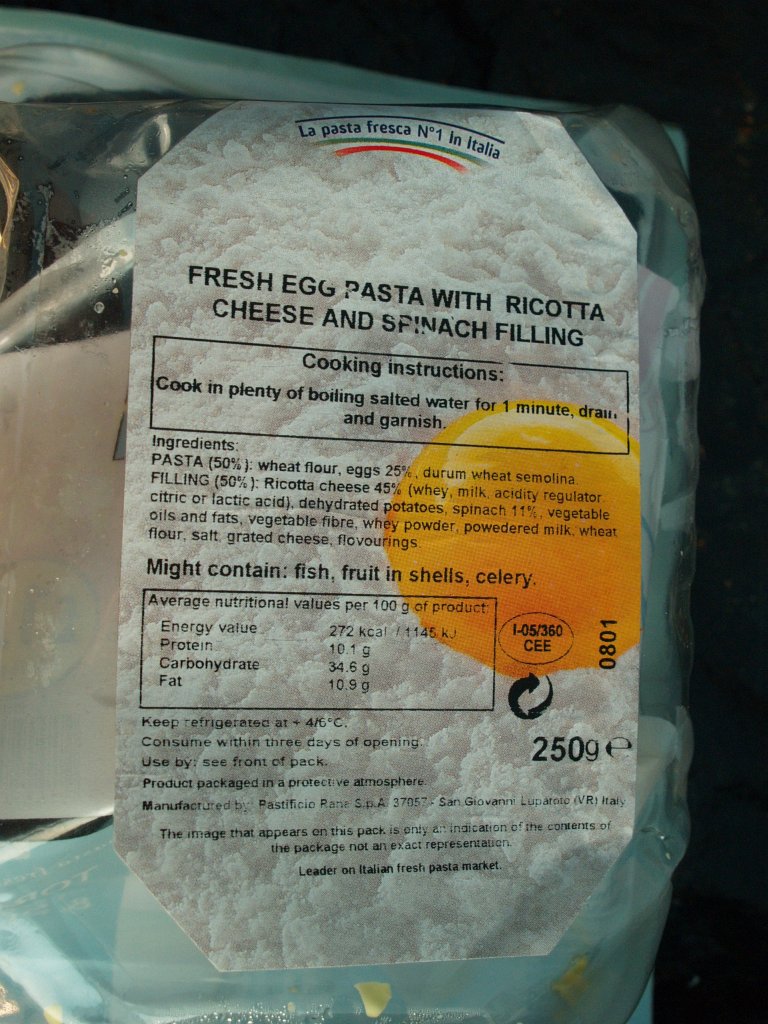 La pasta fresca N°1 in Italia
FRESH EGG PASTA WITH RICOTTA
CHEESE AND SPINACH FILLING
Cooking instructions:
Cook in plenty of boiling salted water for 1 minute, drain
and garnish.
Ingredients:
PASTA (50%): wheat flour, eggs 25%, durum wheat semolina.
FILLING (50%): Ricotta cheese 45% (whey, milk, acidity regulator
citric or lactic acid), dehydrated potatoes, spinach 11%, vegetable
oils and fats, vegetable fibre, whey powder, powedered milk, wheat
flour, salt, grated cheese, flovourings.
Might contain: fish, fruit in shells, celery.
Average nutritional values per 100 g of product:
Energy value 272 kcal / 1145 kJ
Protein 10.1 g
Carbohydrate 34.6 g
Fat 10.9 g
I-05/360
CEE
0801
Keep refrigerated at + 4/6°C.
Consume within three days of opening.
250g e
Use by: see front of pack.
Product packaged in a protective atmosphere.
Manufactured by: Pastificio Rana S.p.A. 37057 - San Giovanni Lupatoto (VR) Italy
The image that appears on this pack is only an indication of the contents of
the package not an exact representation.
Leader on Italian fresh pasta market.